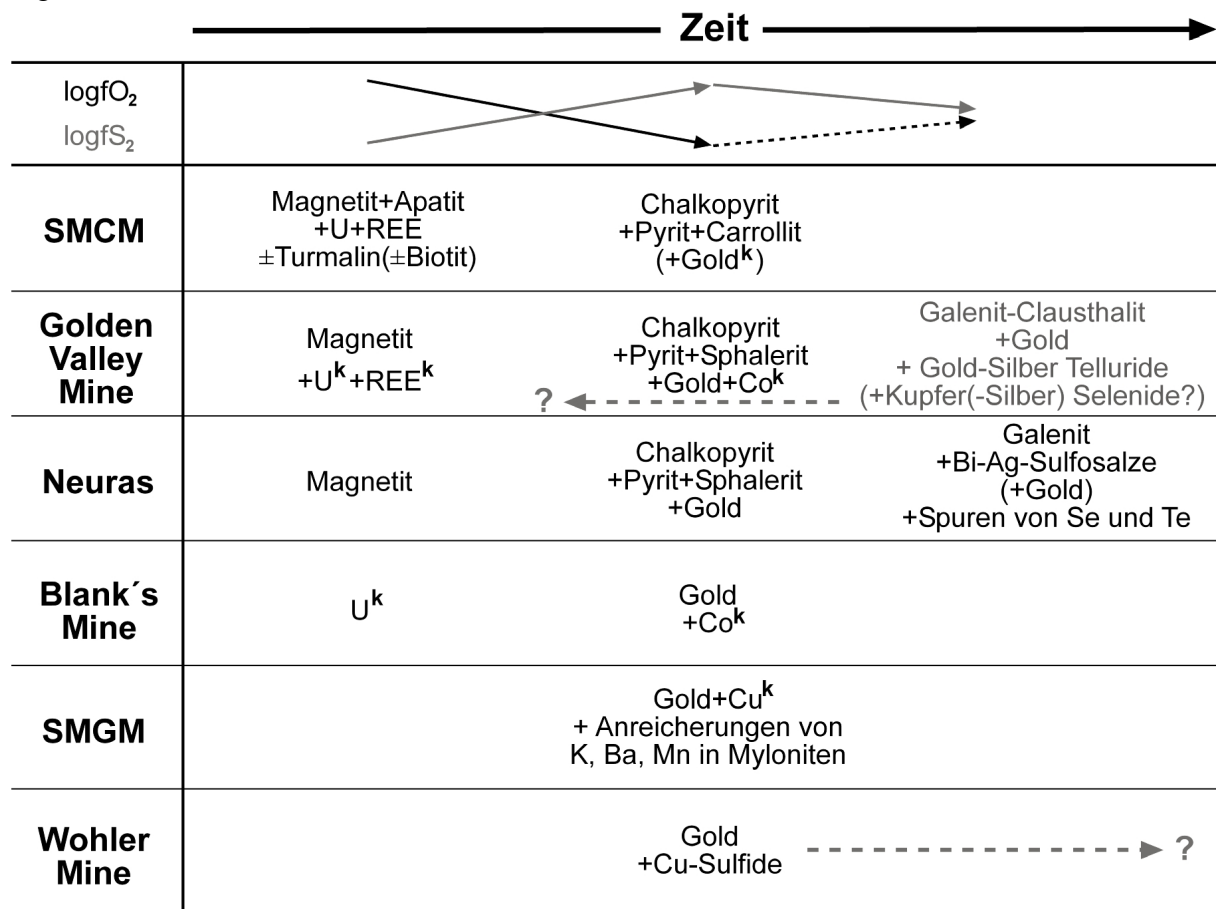 Zeit
logfO₂
logfS₂
SMCM
Magnetit+Apatit
+U+REE
±Turmalin(±Biotit)
Chalkopyrit
+Pyrit+Carrollit
(+Goldᵏ)
Golden
Valley
Mine
Magnetit
+Uᵏ+REEᵏ
Chalkopyrit
+Pyrit+Sphalerit
+Gold+Coᵏ
?
Galenit-Clausthalit
+Gold
+ Gold-Silber Telluride
(+Kupfer(-Silber) Selenide?)
Neuras
Magnetit
Chalkopyrit
+Pyrit+Sphalerit
+Gold
Galenit
+Bi-Ag-Sulfosalze
(+Gold)
+Spuren von Se und Te
Blank´s
Mine
Uᵏ
Gold
+Coᵏ
SMGM
Gold+Cuᵏ
+ Anreicherungen von
K, Ba, Mn in Myloniten
Wohler
Mine
Gold
+Cu-Sulfide
?